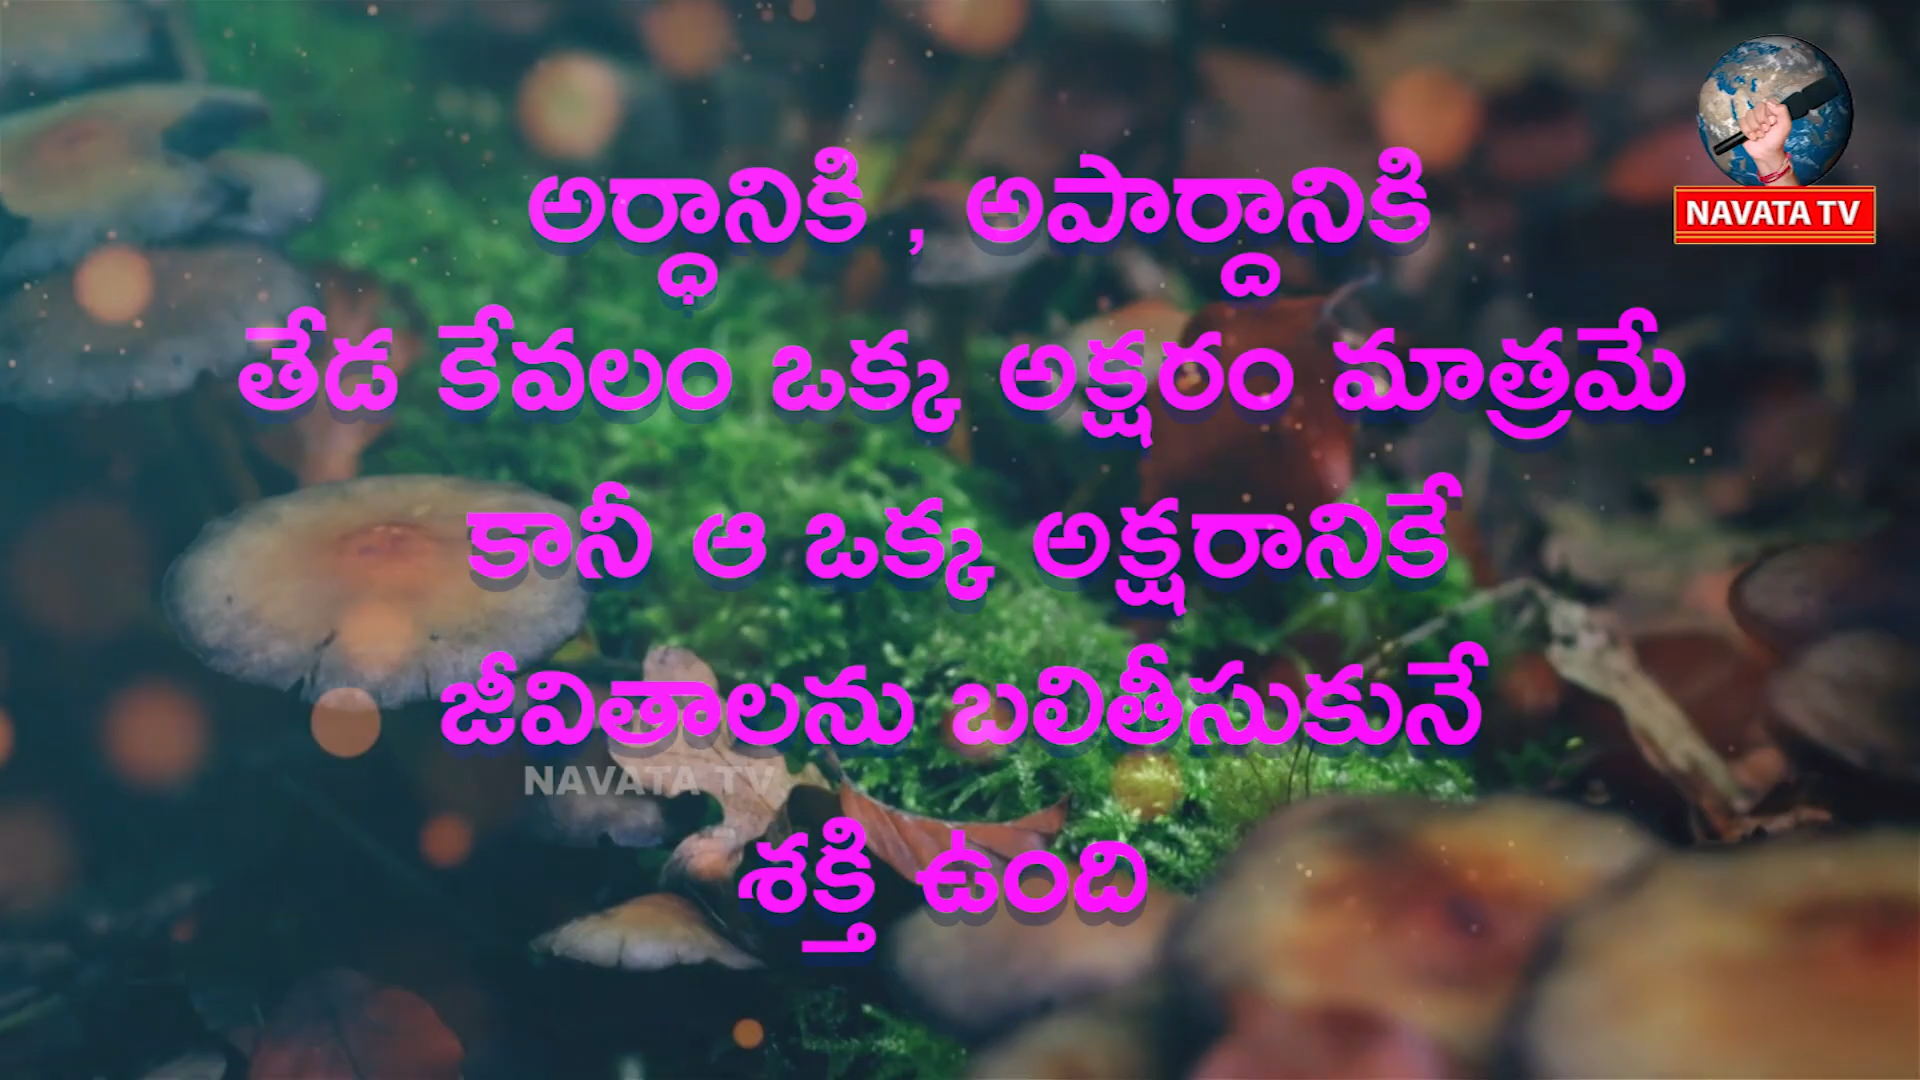 NAVATA TV
అర్ధానికి , అపార్దానికి
తేడ కేవలం ఒక్క అక్షరం మాత్రమే
కానీ ఆ ఒక్క అక్షరానికే
జీవితాలను బలితీసుకునే
NAVATA TV
శక్తి ఉంది